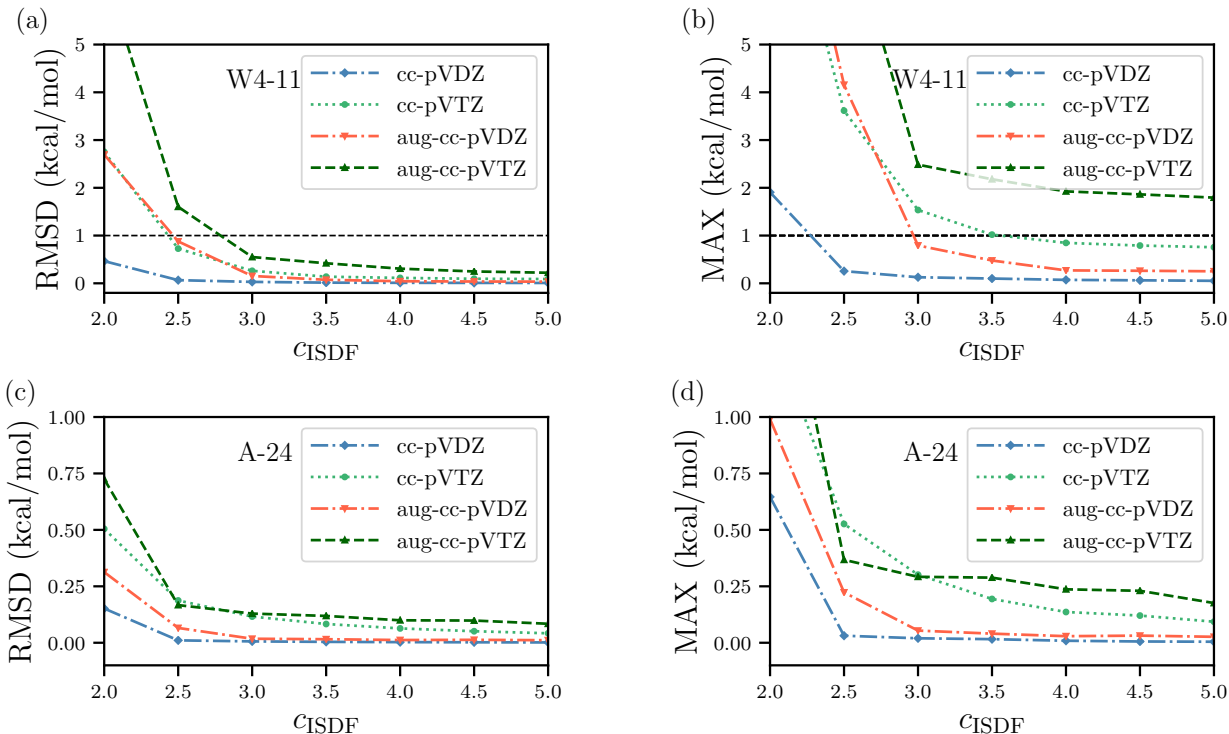 (a)
RMSD (kcal/mol)
5
4
3
2
1
0
W4-11
cc-pVDZ
cc-pVTZ
aug-cc-pVDZ
aug-cc-pVTZ
2.0 2.5 3.0 3.5 4.0 4.5 5.0
cISDF
(b)
MAX (kcal/mol)
5
4
3
2
1
0
W4-11
cc-pVDZ
cc-pVTZ
aug-cc-pVDZ
aug-cc-pVTZ
2.0 2.5 3.0 3.5 4.0 4.5 5.0
cISDF
(c)
RMSD (kcal/mol)
1.00
0.75
0.50
0.25
0.00
A-24
cc-pVDZ
cc-pVTZ
aug-cc-pVDZ
aug-cc-pVTZ
2.0 2.5 3.0 3.5 4.0 4.5 5.0
cISDF
(d)
MAX (kcal/mol)
1.00
0.75
0.50
0.25
0.00
A-24
cc-pVDZ
cc-pVTZ
aug-cc-pVDZ
aug-cc-pVTZ
2.0 2.5 3.0 3.5 4.0 4.5 5.0
cISDF